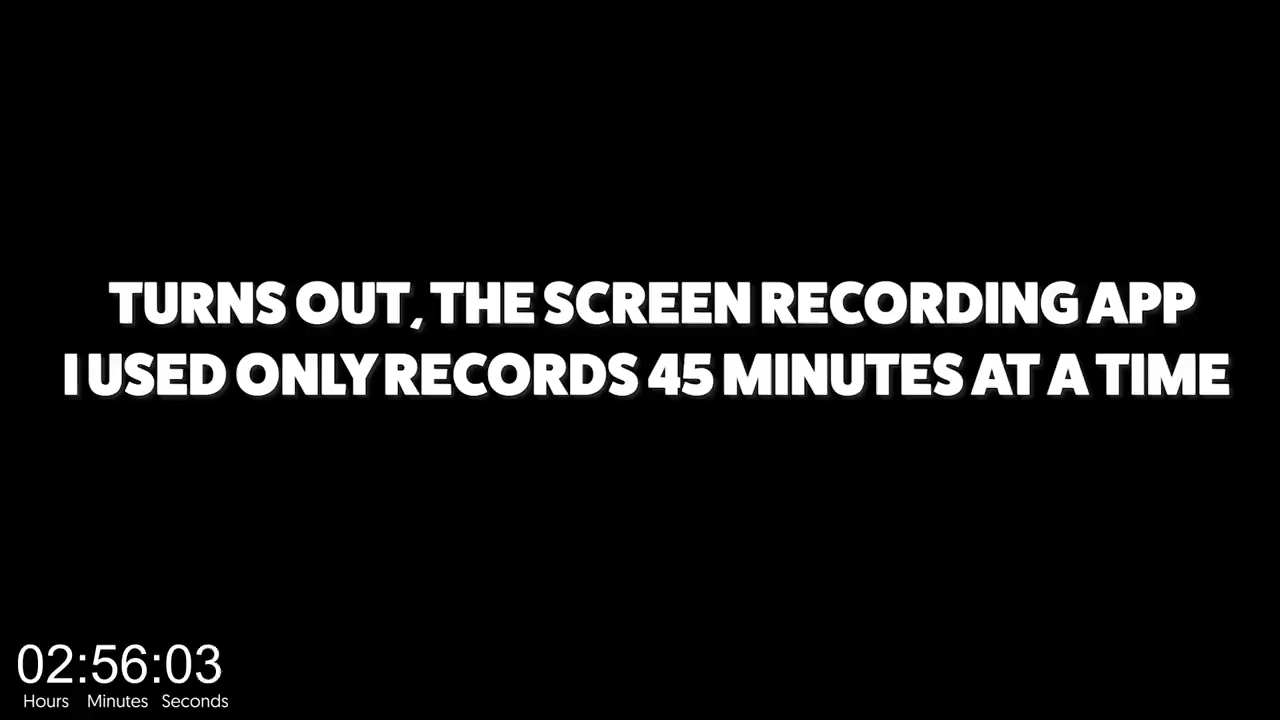 TURNS OUT, THE SCREEN RECORDING APP
I USED ONLY RECORDS 45 MINUTES AT A TIME
02:56:03
Hours Minutes Seconds